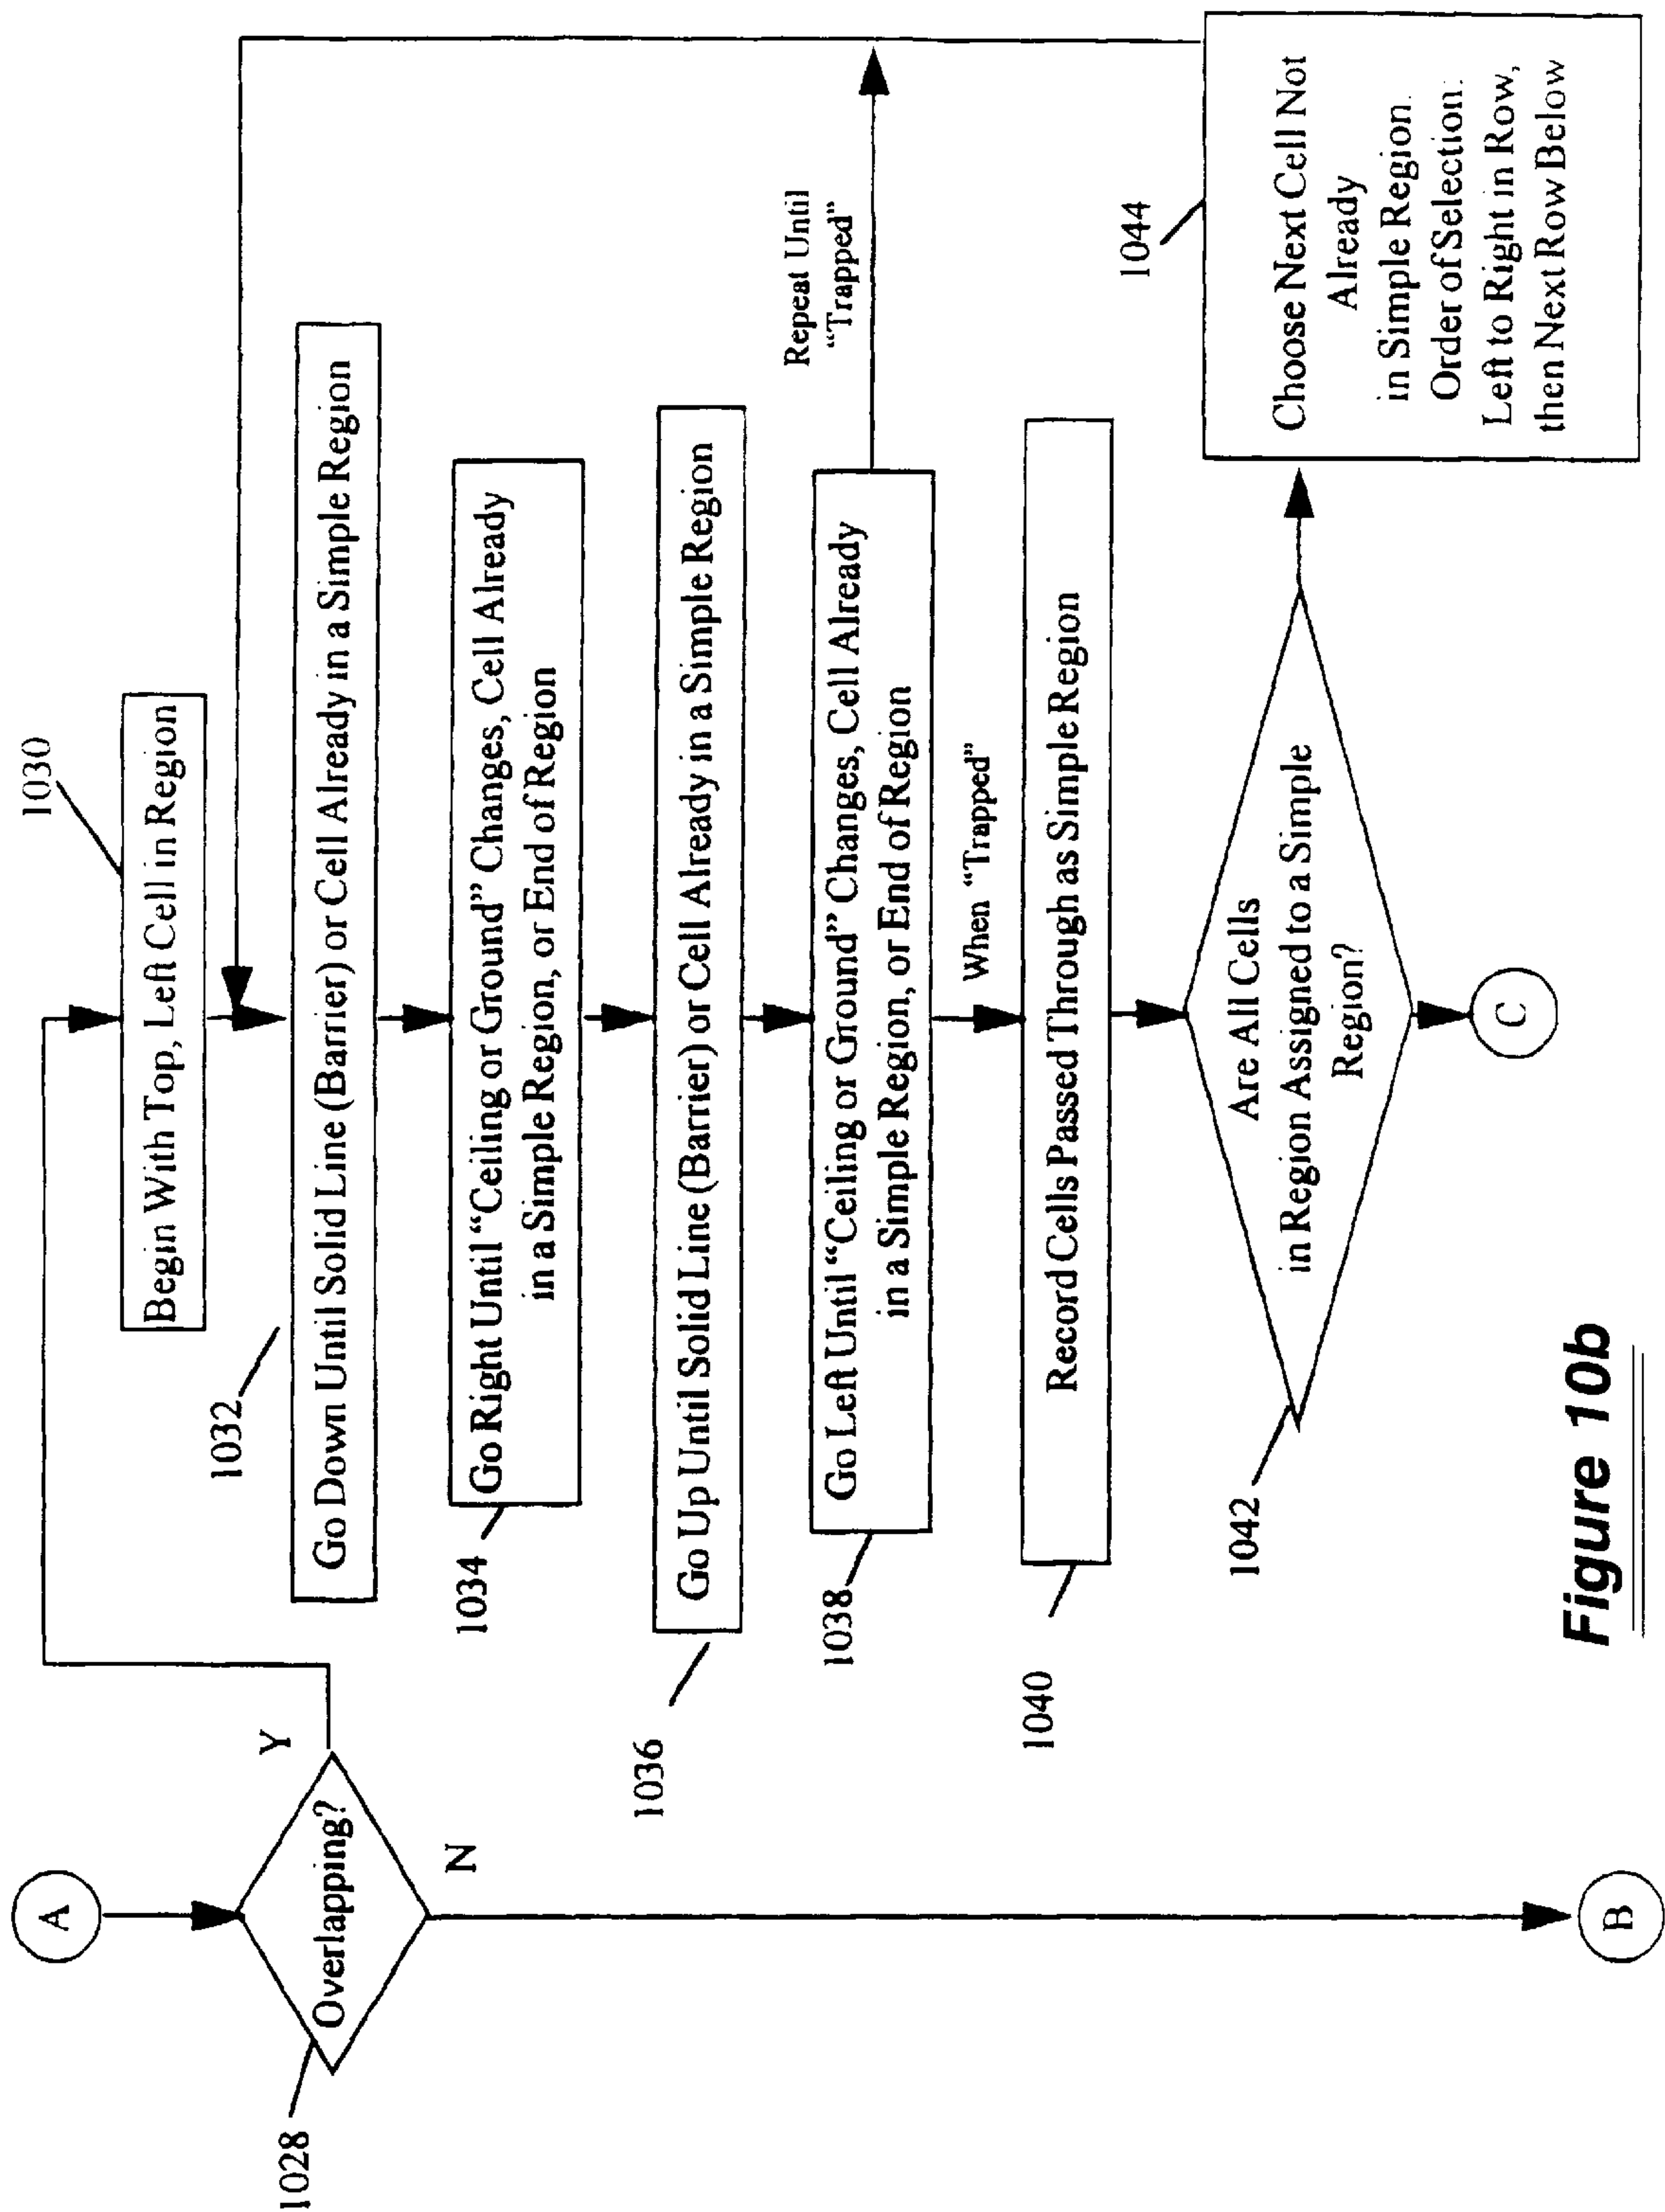 A
1028
Overlapping?
Y
N
B
1030
Begin With Top, Left Cell in Region
1032
Go Down Until Solid Line (Barrier) or Cell Already in a Simple Region
1034
Go Right Until “Ceiling or Ground” Changes, Cell Already
in a Simple Region, or End of Region
1036
Go Up Until Solid Line (Barrier) or Cell Already in a Simple Region
1038
Go Left Until “Ceiling or Ground” Changes, Cell Already
in a Simple Region, or End of Region
Repeat Until
“Trapped”
When “Trapped”
1040
Record Cells Passed Through as Simple Region
1042
Are All Cells
in Region Assigned to a Simple
Region?
C
1044
Choose Next Cell Not
Already
in Simple Region.
Order of Selection:
Left to Right in Row,
then Next Row Below
Figure 10b